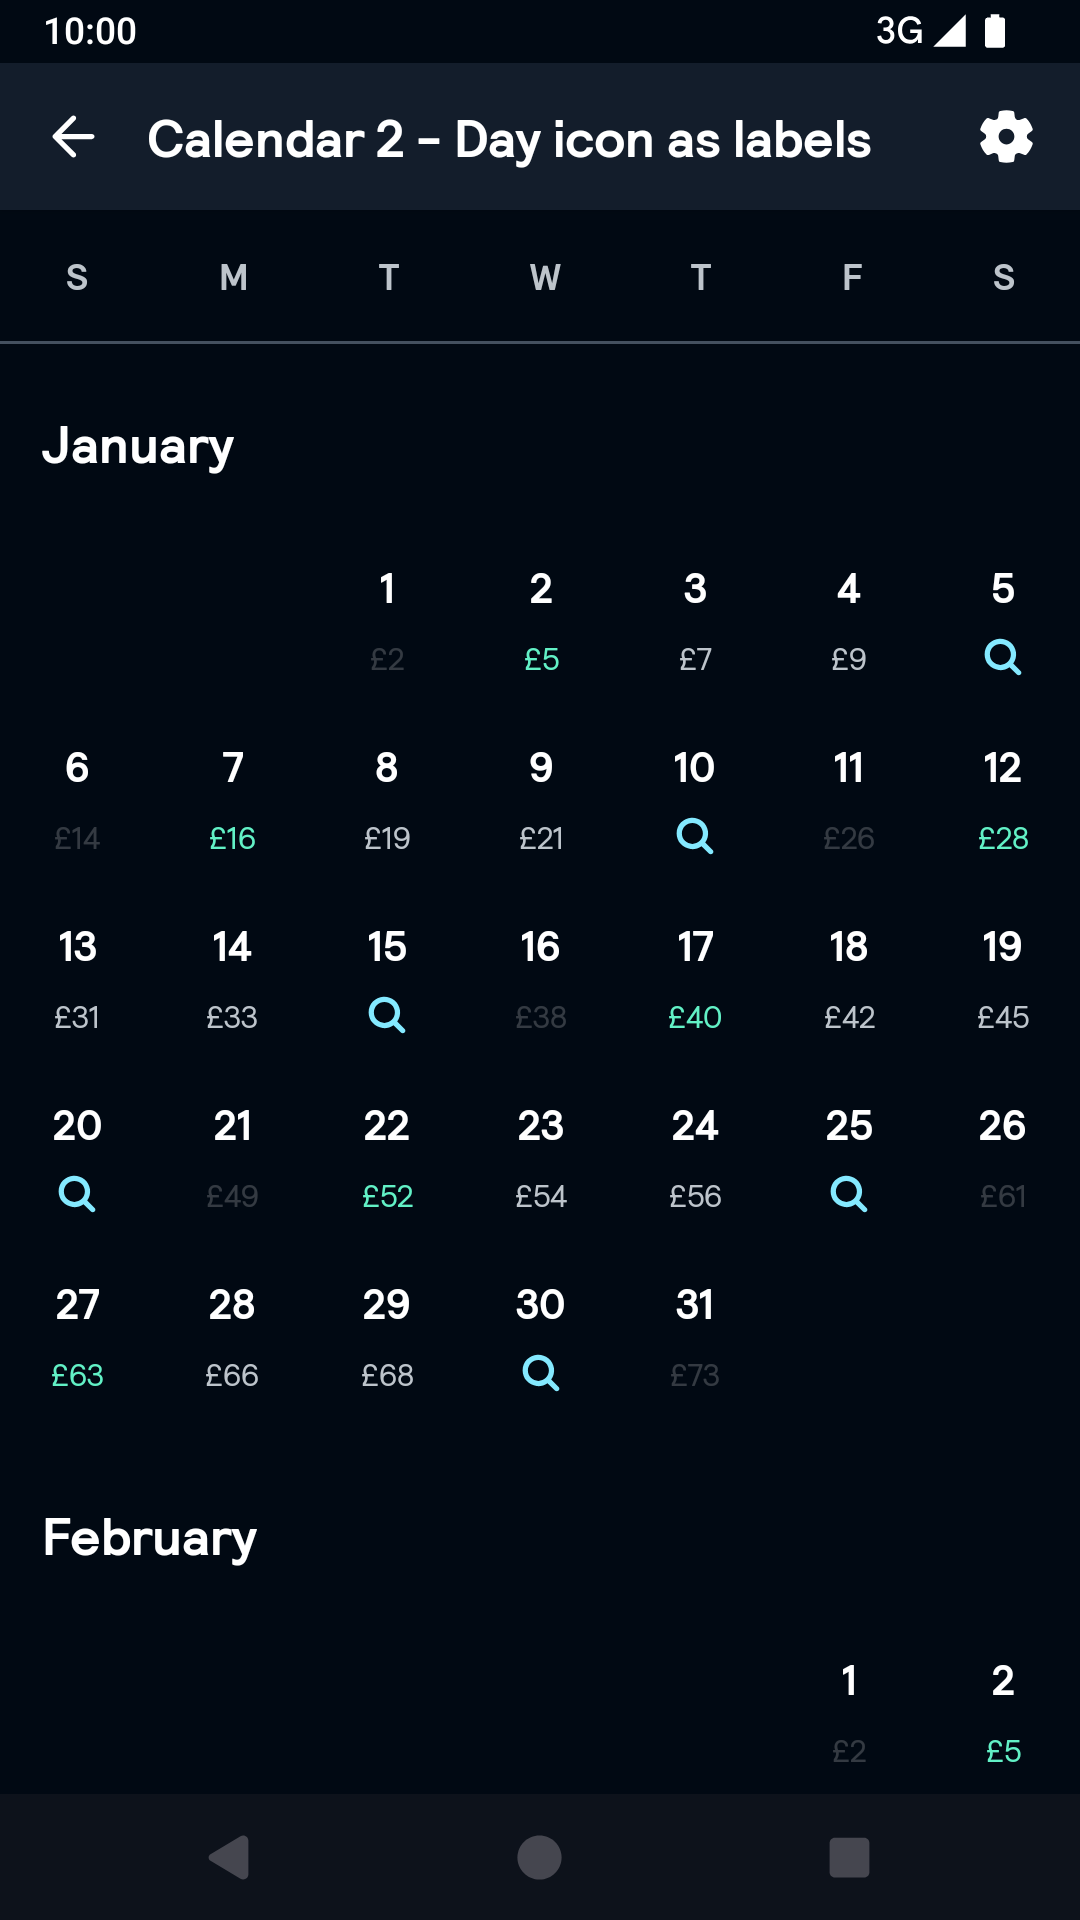 10:00 3G
Calendar 2 – Day icon as labels
S M T W T F S
January
1 2 3 4 5
£2 £5 £7 £9
6 7 8 9 10 11 12
£14 £16 £19 £21 £26 £28
13 14 15 16 17 18 19
£31 £33 £38 £40 £42 £45
20 21 22 23 24 25 26
£49 £52 £54 £56 £61
27 28 29 30 31
£63 £66 £68 £73
February
1 2
£2 £5